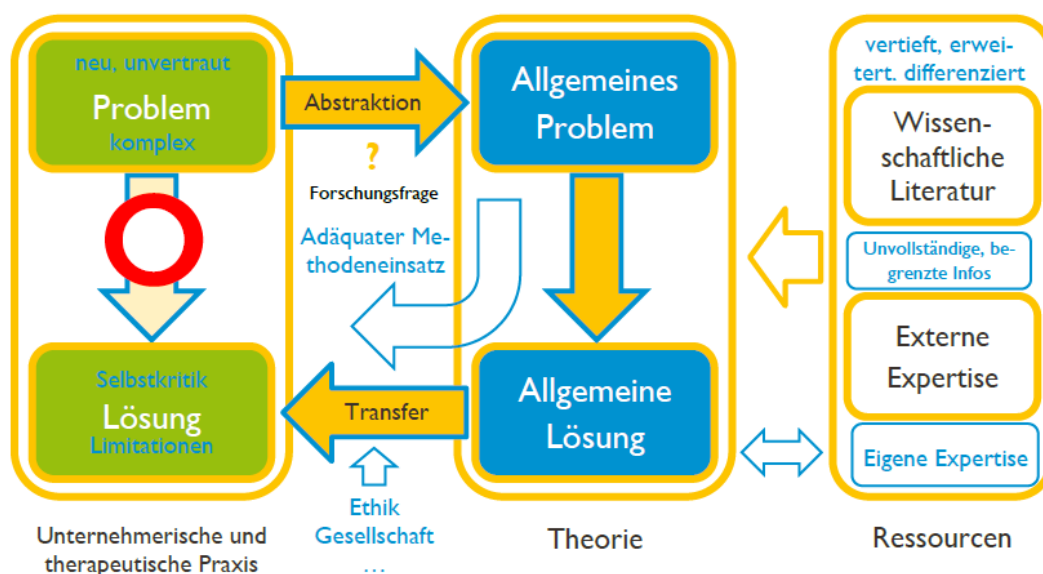 neu, unvertraut
Problem
komplex
Abstraktion
?
Forschungsfrage
Adäquater Me-
thodeneinsatz
Selbstkritik
Lösung
Limitationen
Transfer
Ethik
Gesellschaft
...
Unternehmerische und
therapeutische Praxis
Allgemeines
Problem
Allgemeine
Lösung
Theorie
vertieft, erwei-
tert. differenziert
Wissen-
schaftliche
Literatur
Unvollständige, be-
grenzte Infos
Externe
Expertise
Eigene Expertise
Ressourcen